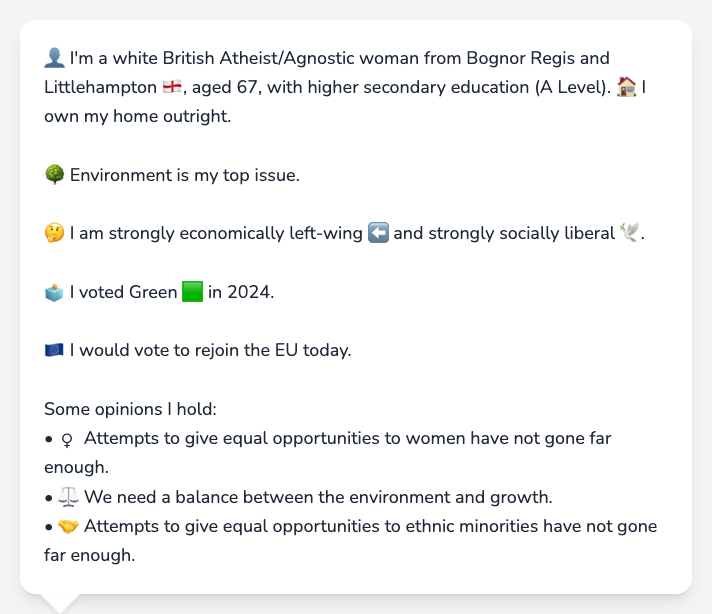 👤 I'm a white British Atheist/Agnostic woman from Bognor Regis and
Littlehampton 🏴󠁧󠁢󠁥󠁮󠁧󠁿, aged 67, with higher secondary education (A Level). 🏠 I
own my home outright.
🌳 Environment is my top issue.
🤔 I am strongly economically left-wing ⬅️ and strongly socially liberal 🕊️.
🗳️ I voted Green 🟩 in 2024.
🇪🇺 I would vote to rejoin the EU today.
Some opinions I hold:
• ♀️ Attempts to give equal opportunities to women have not gone far
enough.
• ⚖️ We need a balance between the environment and growth.
• 🤝 Attempts to give equal opportunities to ethnic minorities have not gone
far enough.